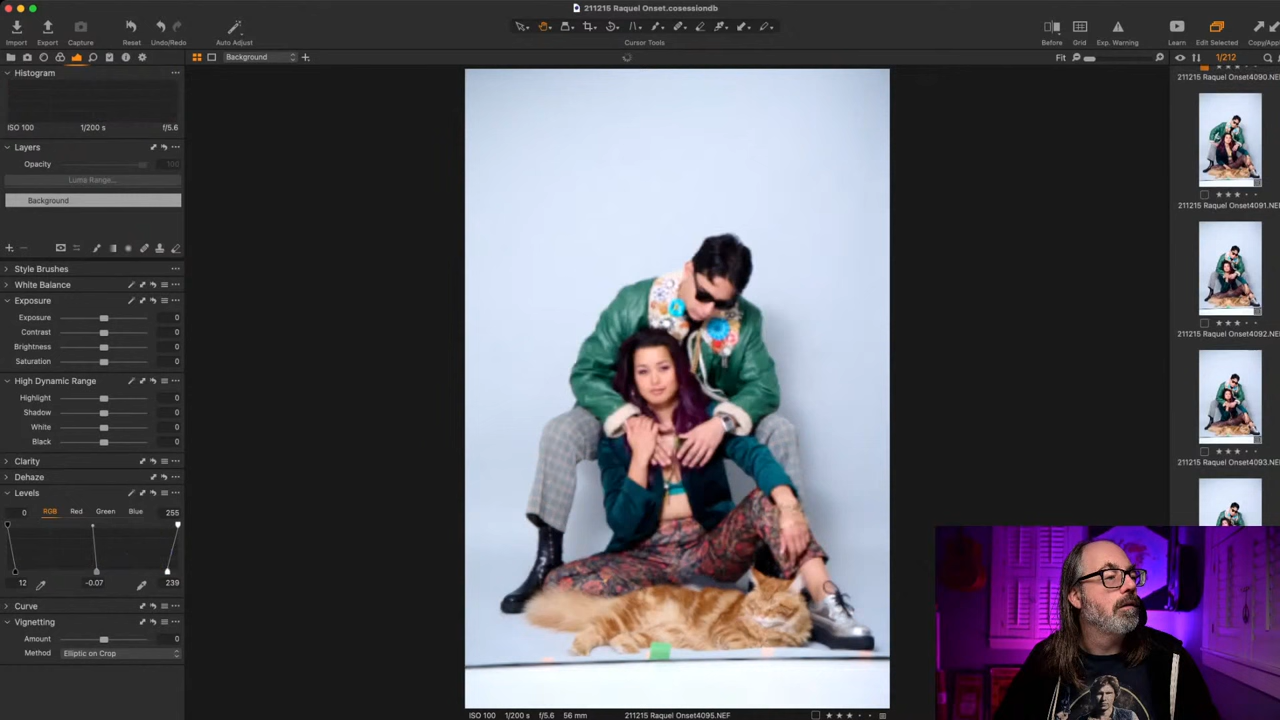 211215 Raquel Onset.cosessiondb
Import
Export
Capture
Reset
Undo/Redo
Auto Adjust
Cursor Tools
Before
Grid
Exp. Warning
Learn
Edit Selected
Copy/App
Background
Fit
1/212
Histogram
ISO 100
1/200 s
f/5.6
Layers
Opacity
100
Luma Range...
Background
Style Brushes
White Balance
Exposure
Exposure 0
Contrast 0
Brightness 0
Saturation 0
High Dynamic Range
Highlight 0
Shadow 0
White 0
Black 0
Clarity
Dehaze
Levels
0 RGB Red Green Blue 255
12 -0.07 239
Curve
Vignetting
Amount 0
Method Elliptic on Crop
211215 Raquel Onset4090.NEF
211215 Raquel Onset4091.NEF
211215 Raquel Onset4092.NEF
211215 Raquel Onset4093.NEF
ISO 100 1/200 s f/5.6 56 mm 211215 Raquel Onset4095.NEF